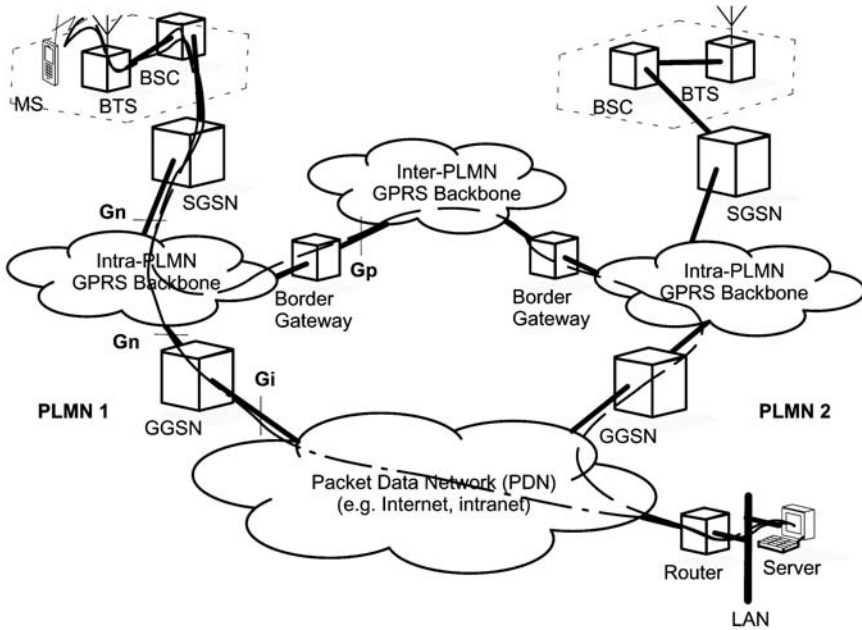 BSC
MS
BTS
BSC
BTS
SGSN
Inter-PLMN
GPRS Backbone
SGSN
Gn
Intra-PLMN
GPRS Backbone
Gp
Border
Gateway
Border
Gateway
Intra-PLMN
GPRS Backbone
Gn
Gi
PLMN 1
GGSN
GGSN
PLMN 2
Packet Data Network (PDN)
(e.g. Internet, intranet)
Router
Server
LAN